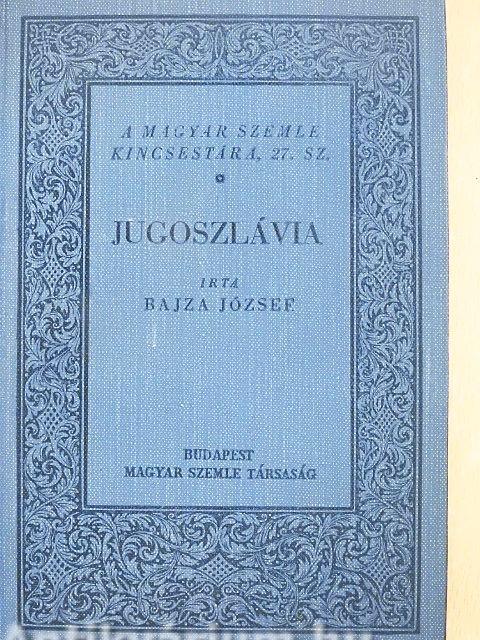 A MAGYAR SZEMLE
KINCSESTÁRA, 27. SZ.
JUGOSZLÁVIA
IRTA
BAJZA JÓZSEF
BUDAPEST
MAGYAR SZEMLE TÁRSASÁG